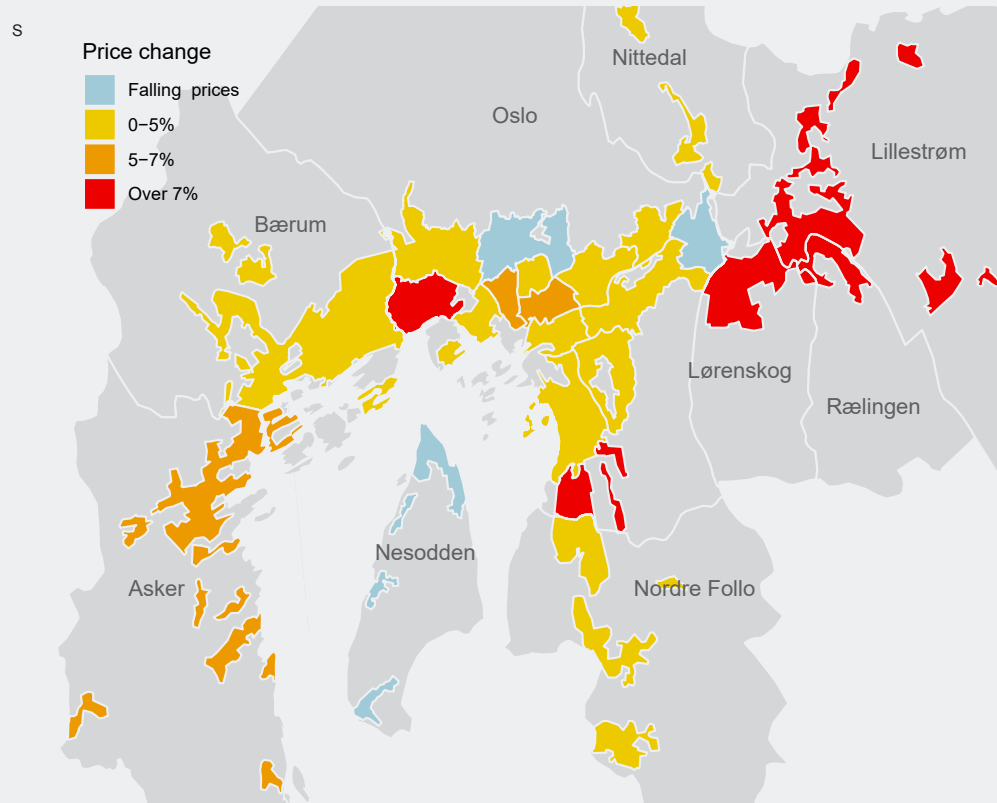 S
Price change
Falling  prices
0−5%
5−7%
Over 7%
Nittedal
Oslo
Lillestrøm
Bærum
Lørenskog
Rælingen
Nesodden
Asker
Nordre Follo